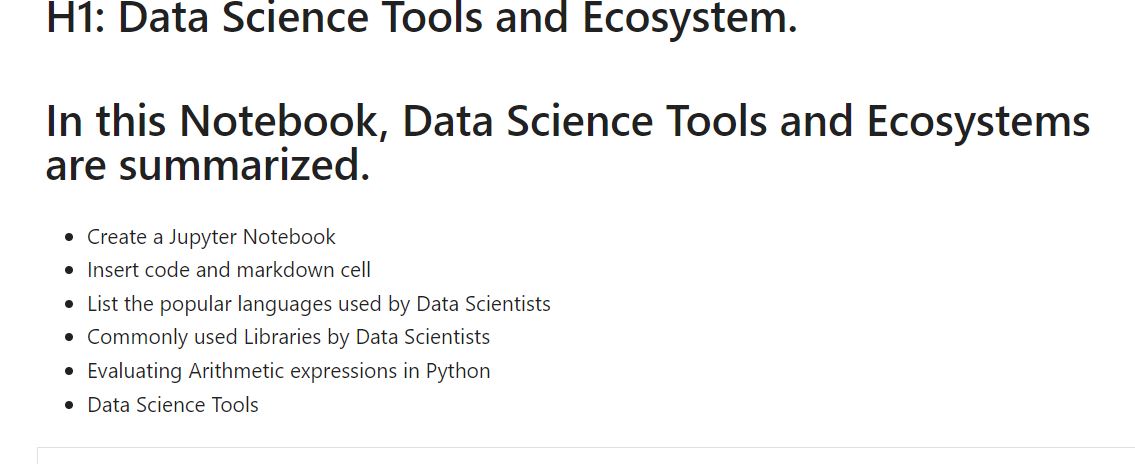 H1: Data Science Tools and Ecosystem.
In this Notebook, Data Science Tools and Ecosystems
are summarized.
Create a Jupyter Notebook
Insert code and markdown cell
List the popular languages used by Data Scientists
Commonly used Libraries by Data Scientists
Evaluating Arithmetic expressions in Python
Data Science Tools